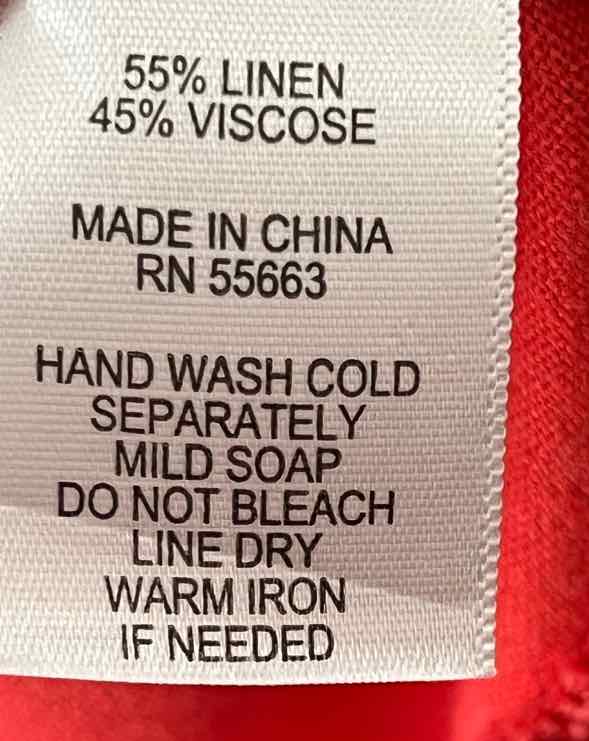 55% LINEN
45% VISCOSE
MADE IN CHINA
RN 55663
HAND WASH COLD
SEPARATELY
MILD SOAP
DO NOT BLEACH
LINE DRY
WARM IRON
IF NEEDED